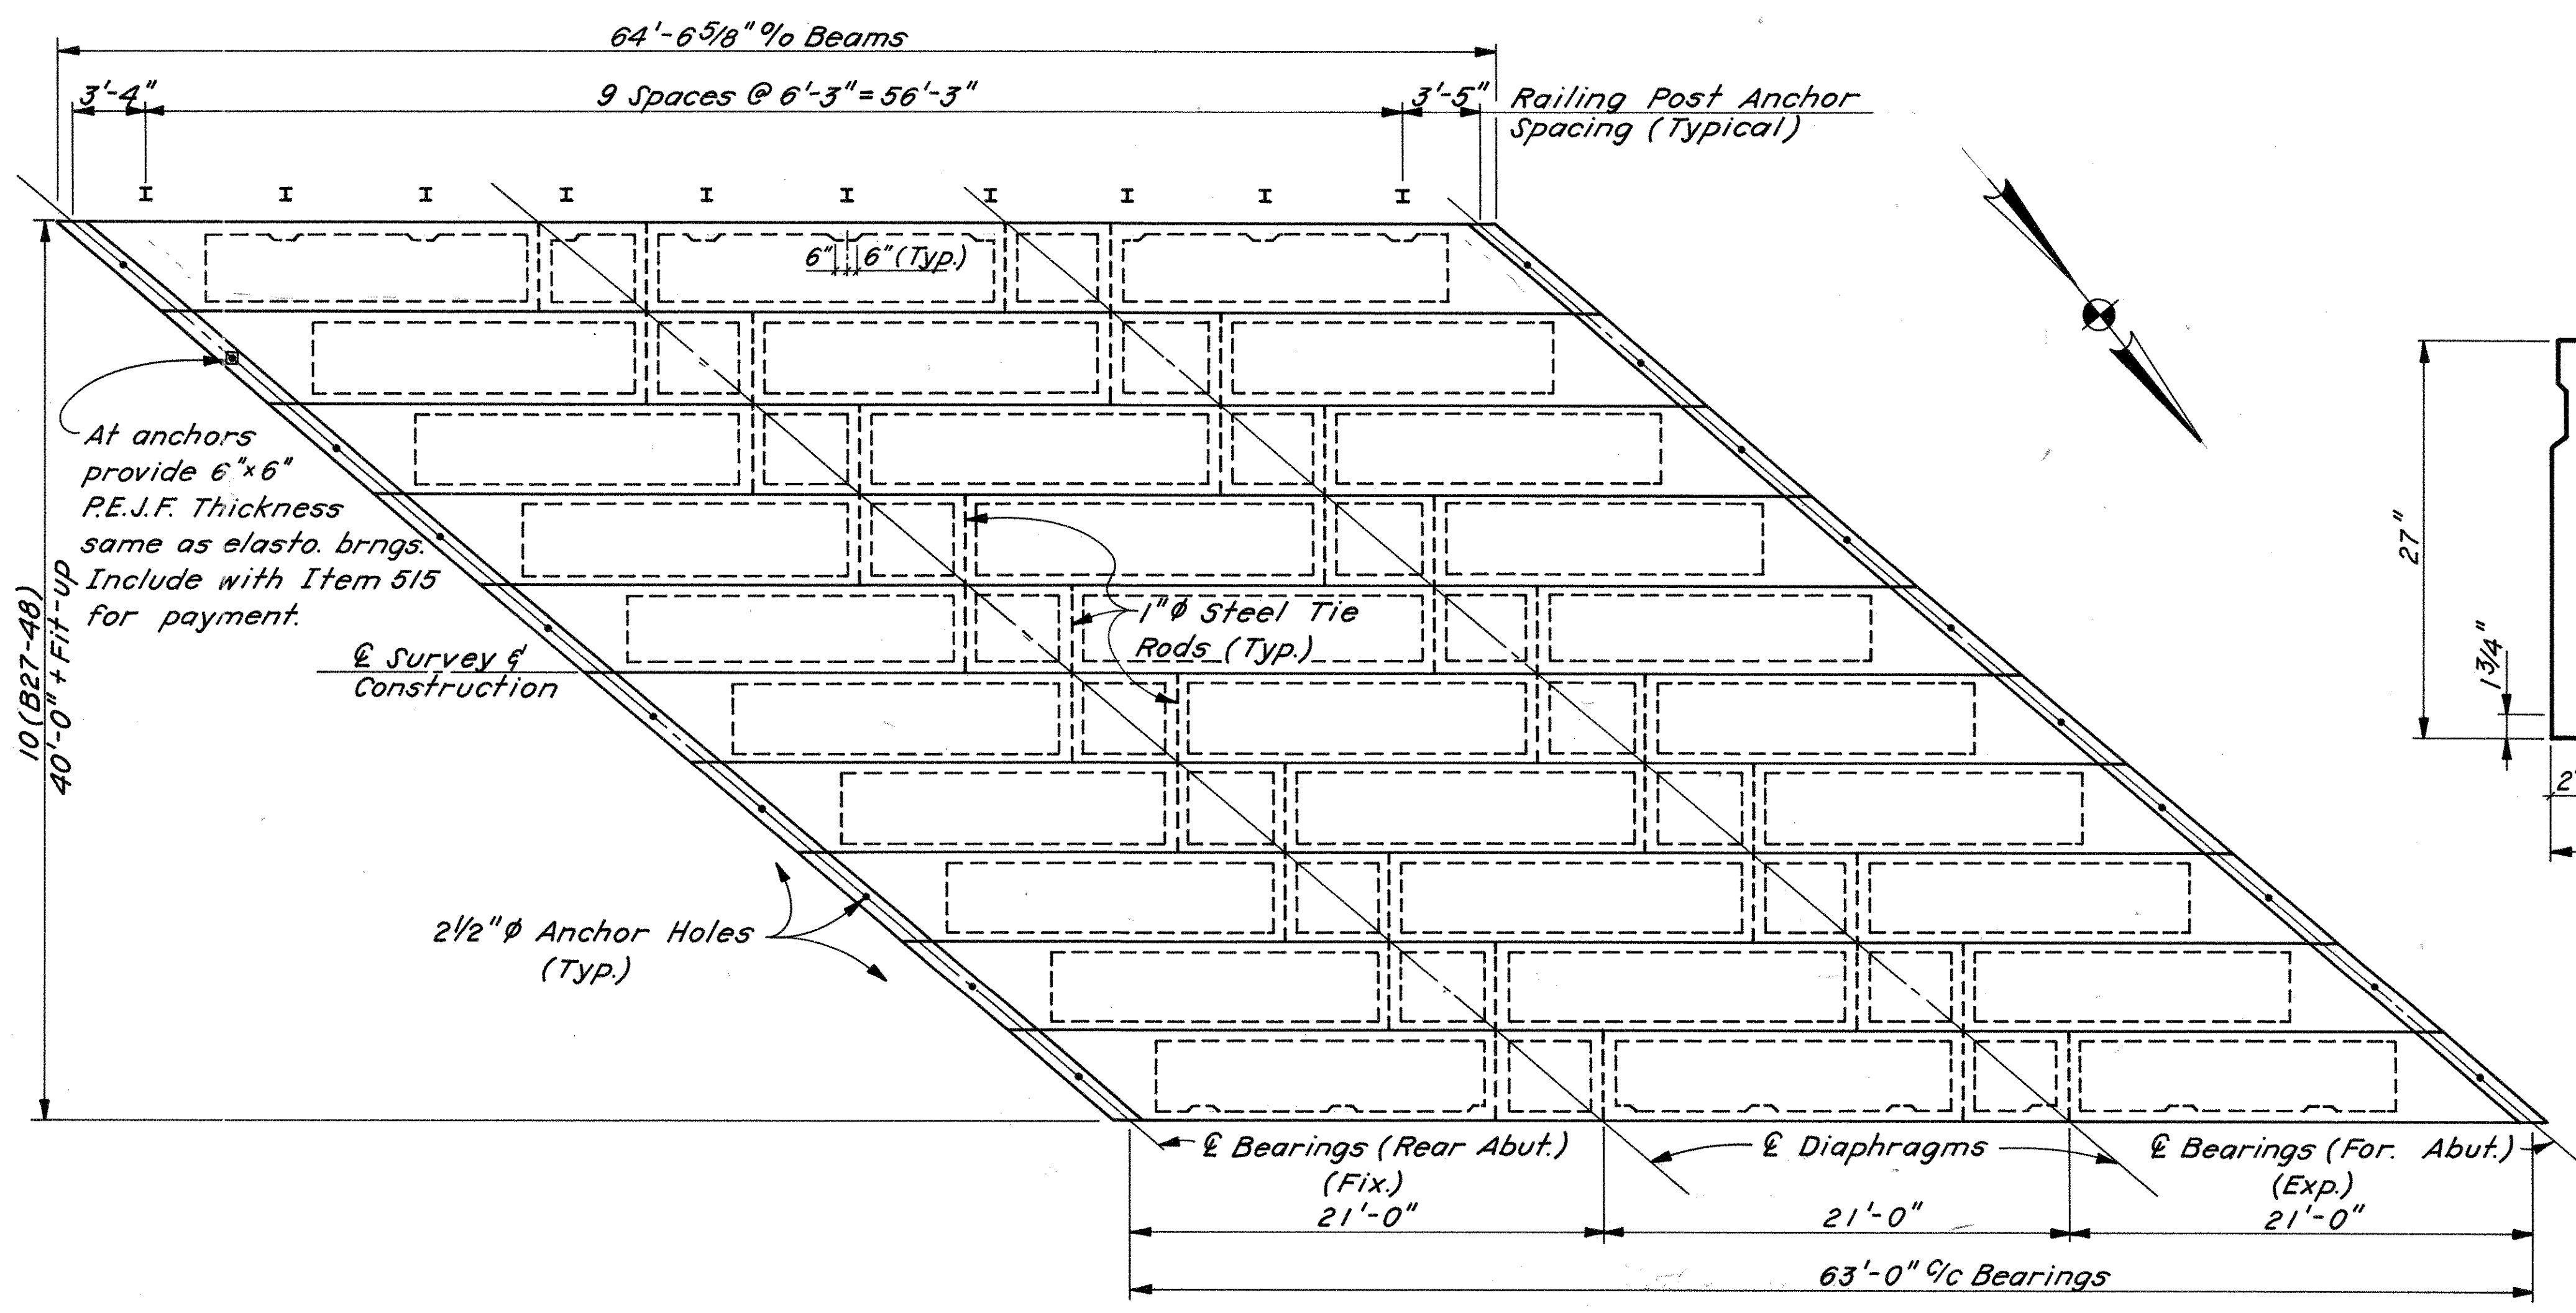 64'-6 5/8" O/O Beams
3'-4"
9 Spaces @ 6'-3" = 56'-3"
3'-5"
Railing Post Anchor
Spacing (Typical)
6"
6" (Typ.)
At anchors
provide 6"x6"
P.E.J.F. Thickness
same as elasto. brngs.
Include with Item 515
for payment.
10 (B27-48)
40'-0" + Fit-up
℄ Survey &
Construction
1"ϕ Steel Tie
Rods (Typ.)
27"
1 3/4"
2 1/2"ϕ Anchor Holes
(Typ.)
℄ Bearings (Rear Abut.)
(Fix.)
℄ Diaphragms
℄ Bearings (For. Abut.)
(Exp.)
21'-0"
21'-0"
21'-0"
63'-0" C/C Bearings